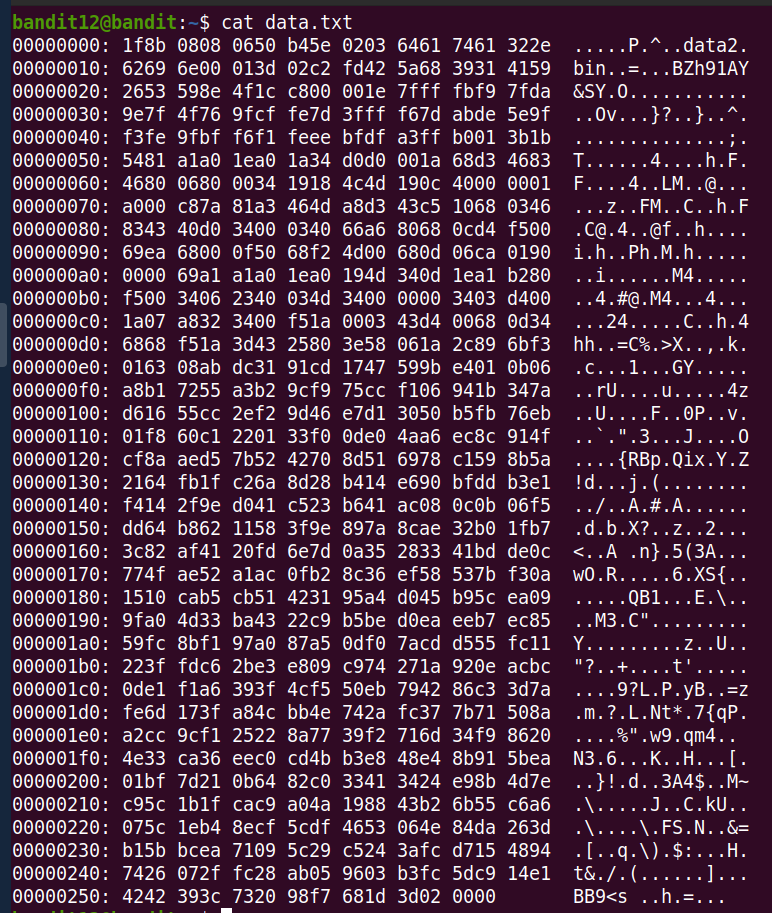 bandit12@bandit:~$ cat data.txt
00000000: 1f8b 0808 0650 b45e 0203 6461 7461 322e  .....P.^..data2.
00000010: 6269 6e00 013d 02c2 fd42 5a68 3931 4159  bin..=...BZh91AY
00000020: 2653 598e 4f1c c800 001e 7fff fbf9 7fda  &SY.O...........
00000030: 9e7f 4f76 9fcf fe7d 3fff f67d abde 5e9f  ..Ov...}?..}..^.
00000040: f3fe 9fbf f6f1 feee bfdf a3ff b001 3b1b  ..............;.
00000050: 5481 a1a0 1ea0 1a34 d0d0 001a 68d3 4683  T......4....h.F.
00000060: 4680 0680 0034 1918 4c4d 190c 4000 0001  F....4..LM..@...
00000070: a000 c87a 81a3 464d a8d3 43c5 1068 0346  ...z..FM..C..h.F
00000080: 8343 40d0 3400 0340 66a6 8068 0cd4 f500  .C@.4..@f..h....
00000090: 69ea 6800 0f50 68f2 4d00 680d 06ca 0190  i.h..Ph.M.h.....
000000a0: 0000 69a1 a1a0 1ea0 194d 340d 1ea1 b280  ..i......M4.....
000000b0: f500 3406 2340 034d 3400 0000 3403 d400  ..4.#@.M4...4...
000000c0: 1a07 a832 3400 f51a 0003 43d4 0068 0d34  ...24.....C..h.4
000000d0: 6868 f51a 3d43 2580 3e58 061a 2c89 6bf3  hh..=C%.>X..,.k.
000000e0: 0163 08ab dc31 91cd 1747 599b e401 0b06  .c...1...GY.....
000000f0: a8b1 7255 a3b2 9cf9 75cc f106 941b 347a  ..rU....u.....4z
00000100: d616 55cc 2ef2 9d46 e7d1 3050 b5fb 76eb  ..U....F..0P..v.
00000110: 01f8 60c1 2201 33f0 0de4 4aa6 ec8c 914f  ..`.".3...J....O
00000120: cf8a aed5 7b52 4270 8d51 6978 c159 8b5a  ....{RBp.Qix.Y.Z
00000130: 2164 fb1f c26a 8d28 b414 e690 bfdd b3e1  !d...j.(........
00000140: f414 2f9e d041 c523 b641 ac08 0c0b 06f5  ../..A.#.A......
00000150: dd64 b862 1158 3f9e 897a 8cae 32b0 1fb7  .d.b.X?..z..2...
00000160: 3c82 af41 20fd 6e7d 0a35 2833 41bd de0c  <..A .n}.5(3A...
00000170: 774f ae52 a1ac 0fb2 8c36 ef58 537b f30a  wO.R.....6.XS{..
00000180: 1510 cab5 cb51 4231 95a4 d045 b95c ea09  .....QB1...E.\..
00000190: 9fa0 4d33 ba43 22c9 b5be d0ea eeb7 ec85  ..M3.C".........
000001a0: 59fc 8bf1 97a0 87a5 0df0 7acd d555 fc11  Y.........z..U..
000001b0: 223f fdc6 2be3 e809 c974 271a 920e acbc  "?..+....t'.....
000001c0: 0de1 f1a6 393f 4cf5 50eb 7942 86c3 3d7a  ....9?L.P.yB..=z
000001d0: fe6d 173f a84c bb4e 742a fc37 7b71 508a  .m.?.L.Nt*.7{qP.
000001e0: a2cc 9cf1 2522 8a77 39f2 716d 34f9 8620  ....%".w9.qm4.. 
000001f0: 4e33 ca36 eec0 cd4b b3e8 48e4 8b91 5bea  N3.6...K..H...[.
00000200: 01bf 7d21 0b64 82c0 3341 3424 e98b 4d7e  ..}!.d..3A4$..M~
00000210: c95c 1b1f cac9 a04a 1988 43b2 6b55 c6a6  .\.....J..C.kU..
00000220: 075c 1eb4 8ecf 5cdf 4653 064e 84da 263d  .\....\.FS.N..&=
00000230: b15b bcea 7109 5c29 c524 3afc d715 4894  .[..q.\).$:...H.
00000240: 7426 072f fc28 ab05 9603 b3fc 5dc9 14e1  t&./.(......]...
00000250: 4242 393c 7320 98f7 681d 3d02 0000       BB9<s ..h.=...